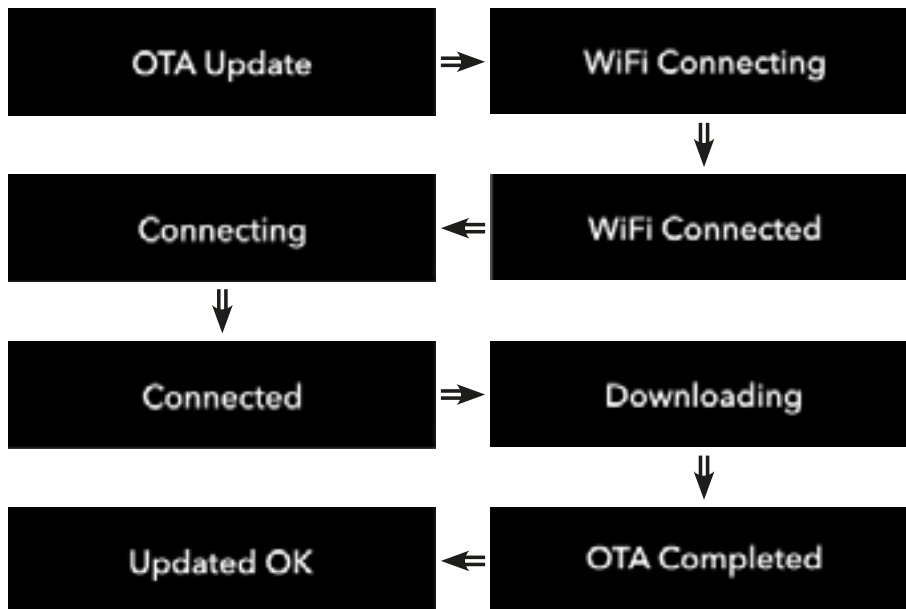 OTA Update
WiFi Connecting
WiFi Connected
Connecting
Connected
Downloading
OTA Completed
Updated OK